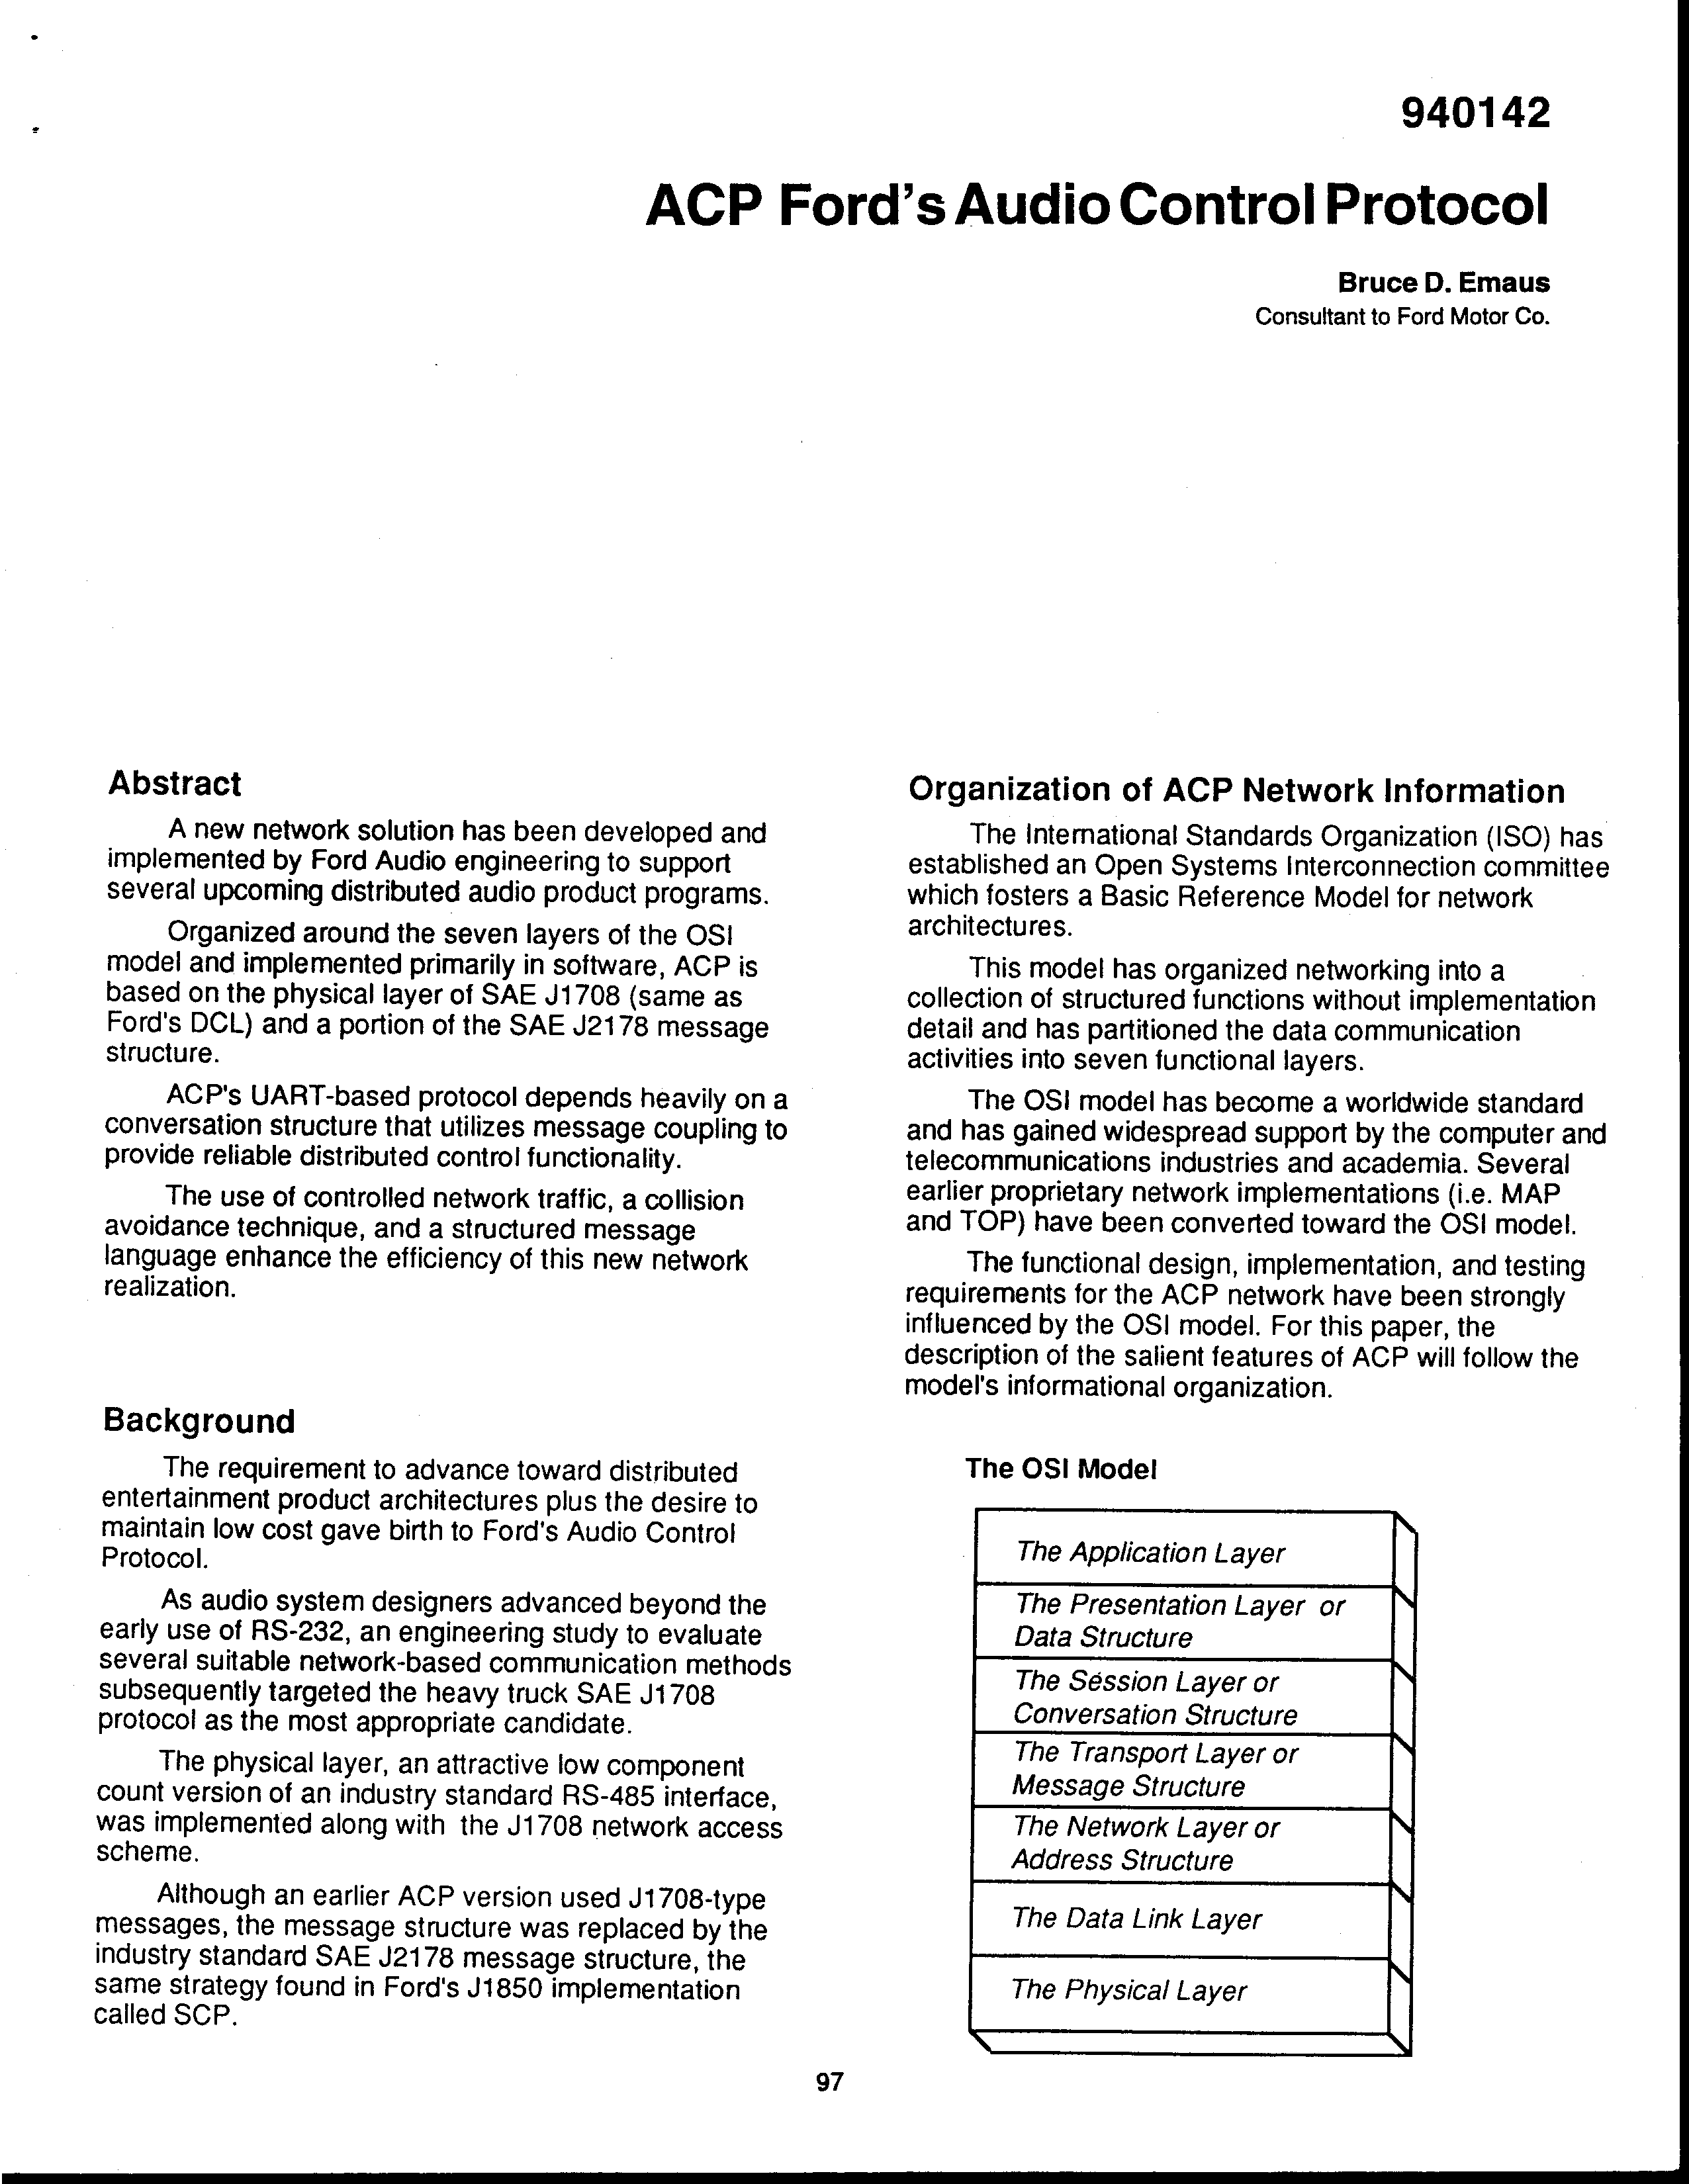 940142
ACP Ford's Audio Control Protocol
Bruce D. Emaus
Consultant to Ford Motor Co.
Abstract
A new network solution has been developed and
implemented by Ford Audio engineering to support
several upcoming distributed audio product programs.
Organized around the seven layers of the OSI
model and implemented primarily in software, ACP is
based on the physical layer of SAE J1708 (same as
Ford's DCL) and a portion of the SAE J2178 message
structure.
ACP's UART-based protocol depends heavily on a
conversation structure that utilizes message coupling to
provide reliable distributed control functionality.
The use of controlled network traffic, a collision
avoidance technique, and a structured message
language enhance the efficiency of this new network
realization.
Background
The requirement to advance toward distributed
entertainment product architectures plus the desire to
maintain low cost gave birth to Ford's Audio Control
Protocol.
As audio system designers advanced beyond the
early use of RS-232, an engineering study to evaluate
several suitable network-based communication methods
subsequently targeted the heavy truck SAE J1708
protocol as the most appropriate candidate.
The physical layer, an attractive low component
count version of an industry standard RS-485 interface,
was implemented along with the J1708 network access
scheme.
Although an earlier ACP version used J1708-type
messages, the message structure was replaced by the
industry standard SAE J2178 message structure, the
same strategy found in Ford's J1850 implementation
called SCP.
Organization of ACP Network Information
The International Standards Organization (ISO) has
established an Open Systems Interconnection committee
which fosters a Basic Reference Model for network
architectures.
This model has organized networking into a
collection of structured functions without implementation
detail and has partitioned the data communication
activities into seven functional layers.
The OSI model has become a worldwide standard
and has gained widespread support by the computer and
telecommunications industries and academia. Several
earlier proprietary network implementations (i.e. MAP
and TOP) have been converted toward the OSI model.
The functional design, implementation, and testing
requirements for the ACP network have been strongly
influenced by the OSI model. For this paper, the
description of the salient features of ACP will follow the
model's informational organization.
The OSI Model
The Application Layer
The Presentation Layer or
Data Structure
The Session Layer or
Conversation Structure
The Transport Layer or
Message Structure
The Network Layer or
Address Structure
The Data Link Layer
The Physical Layer
97